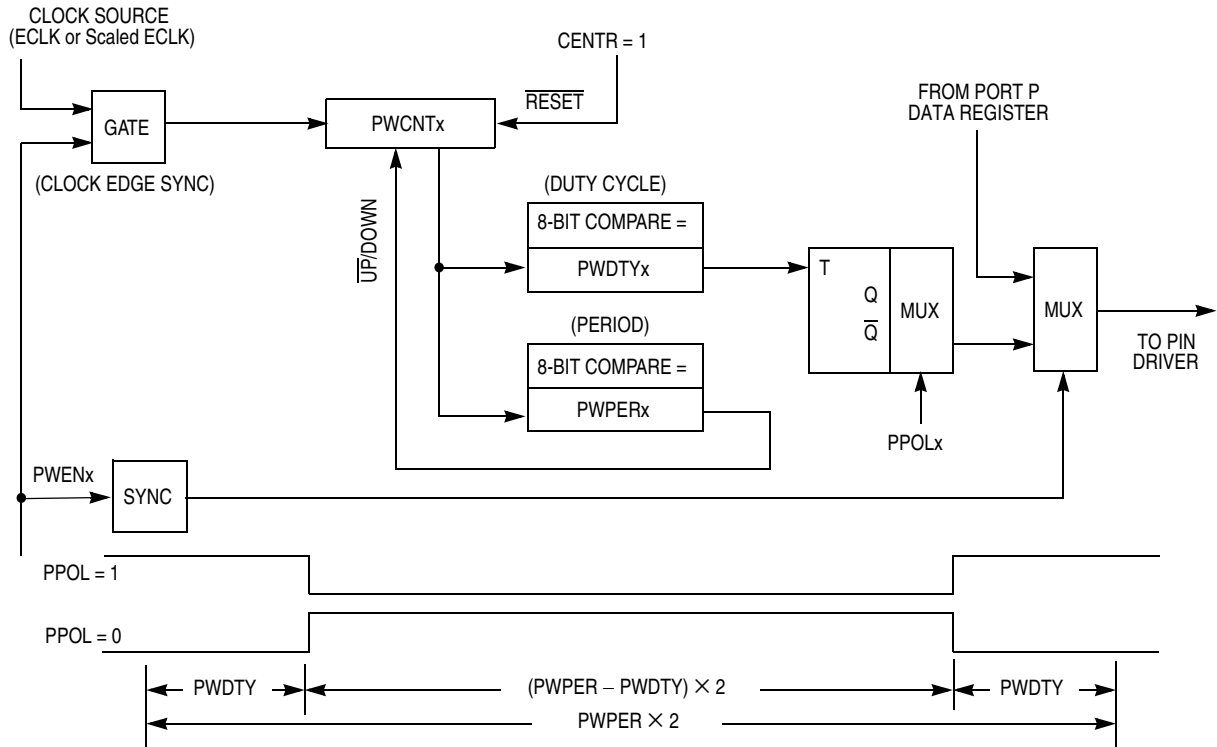 CLOCK SOURCE
(ECLK or Scaled ECLK)
CENTR = 1
RESET
FROM PORT P
DATA REGISTER
GATE
PWCNTx
(CLOCK EDGE SYNC)
(DUTY CYCLE)
8-BIT COMPARE =
PWDTYx
UP/DOWN
T
Q
Q
MUX
MUX
(PERIOD)
8-BIT COMPARE =
PWPERx
TO PIN
DRIVER
PPOLx
PWENx
SYNC
PPOL = 1
PPOL = 0
PWDTY
(PWPER – PWDTY) × 2
PWDTY
PWPER × 2